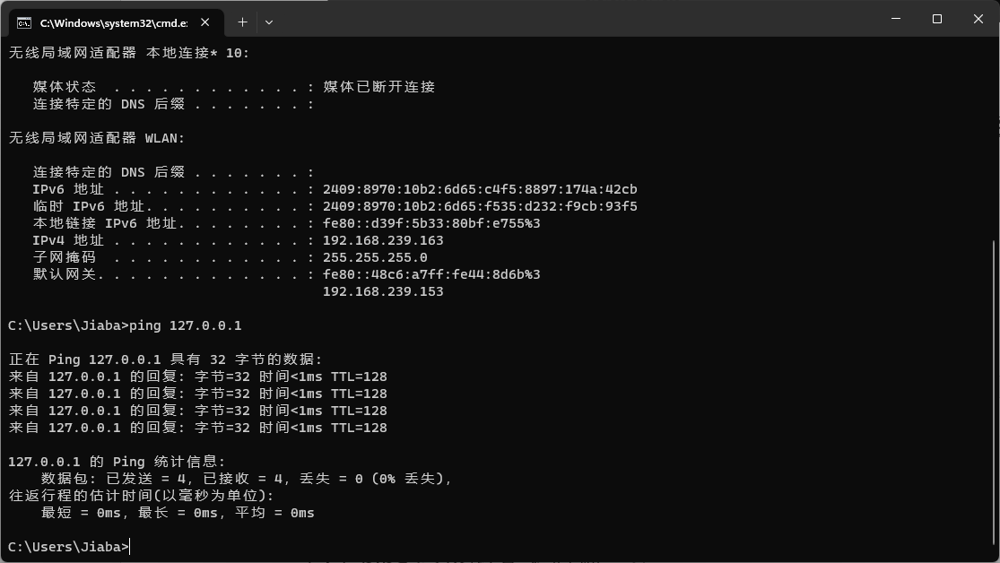 C:\Windows\system32\cmd.e:
无线局域网适配器 本地连接* 10:
媒体状态  . . . . . . . . . . . . : 媒体已断开连接
连接特定的 DNS 后缀 . . . . . . . :
无线局域网适配器 WLAN:
连接特定的 DNS 后缀 . . . . . . . :
IPv6 地址 . . . . . . . . . . . . : 2409:8970:10b2:6d65:c4f5:8897:174a:42cb
临时 IPv6 地址. . . . . . . . . . : 2409:8970:10b2:6d65:f535:d232:f9cb:93f5
本地链接 IPv6 地址. . . . . . . . : fe80::d39f:5b33:80bf:e755%3
IPv4 地址 . . . . . . . . . . . . : 192.168.239.163
子网掩码  . . . . . . . . . . . . : 255.255.255.0
默认网关. . . . . . . . . . . . . : fe80::48c6:a7ff:fe44:8d6b%3
192.168.239.153
C:\Users\Jiaba>ping 127.0.0.1
正在 Ping 127.0.0.1 具有 32 字节的数据:
来自 127.0.0.1 的回复: 字节=32 时间<1ms TTL=128
来自 127.0.0.1 的回复: 字节=32 时间<1ms TTL=128
来自 127.0.0.1 的回复: 字节=32 时间<1ms TTL=128
来自 127.0.0.1 的回复: 字节=32 时间<1ms TTL=128
127.0.0.1 的 Ping 统计信息:
数据包: 已发送 = 4, 已接收 = 4, 丢失 = 0 (0% 丢失),
往返行程的估计时间(以毫秒为单位):
最短 = 0ms, 最长 = 0ms, 平均 = 0ms
C:\Users\Jiaba>